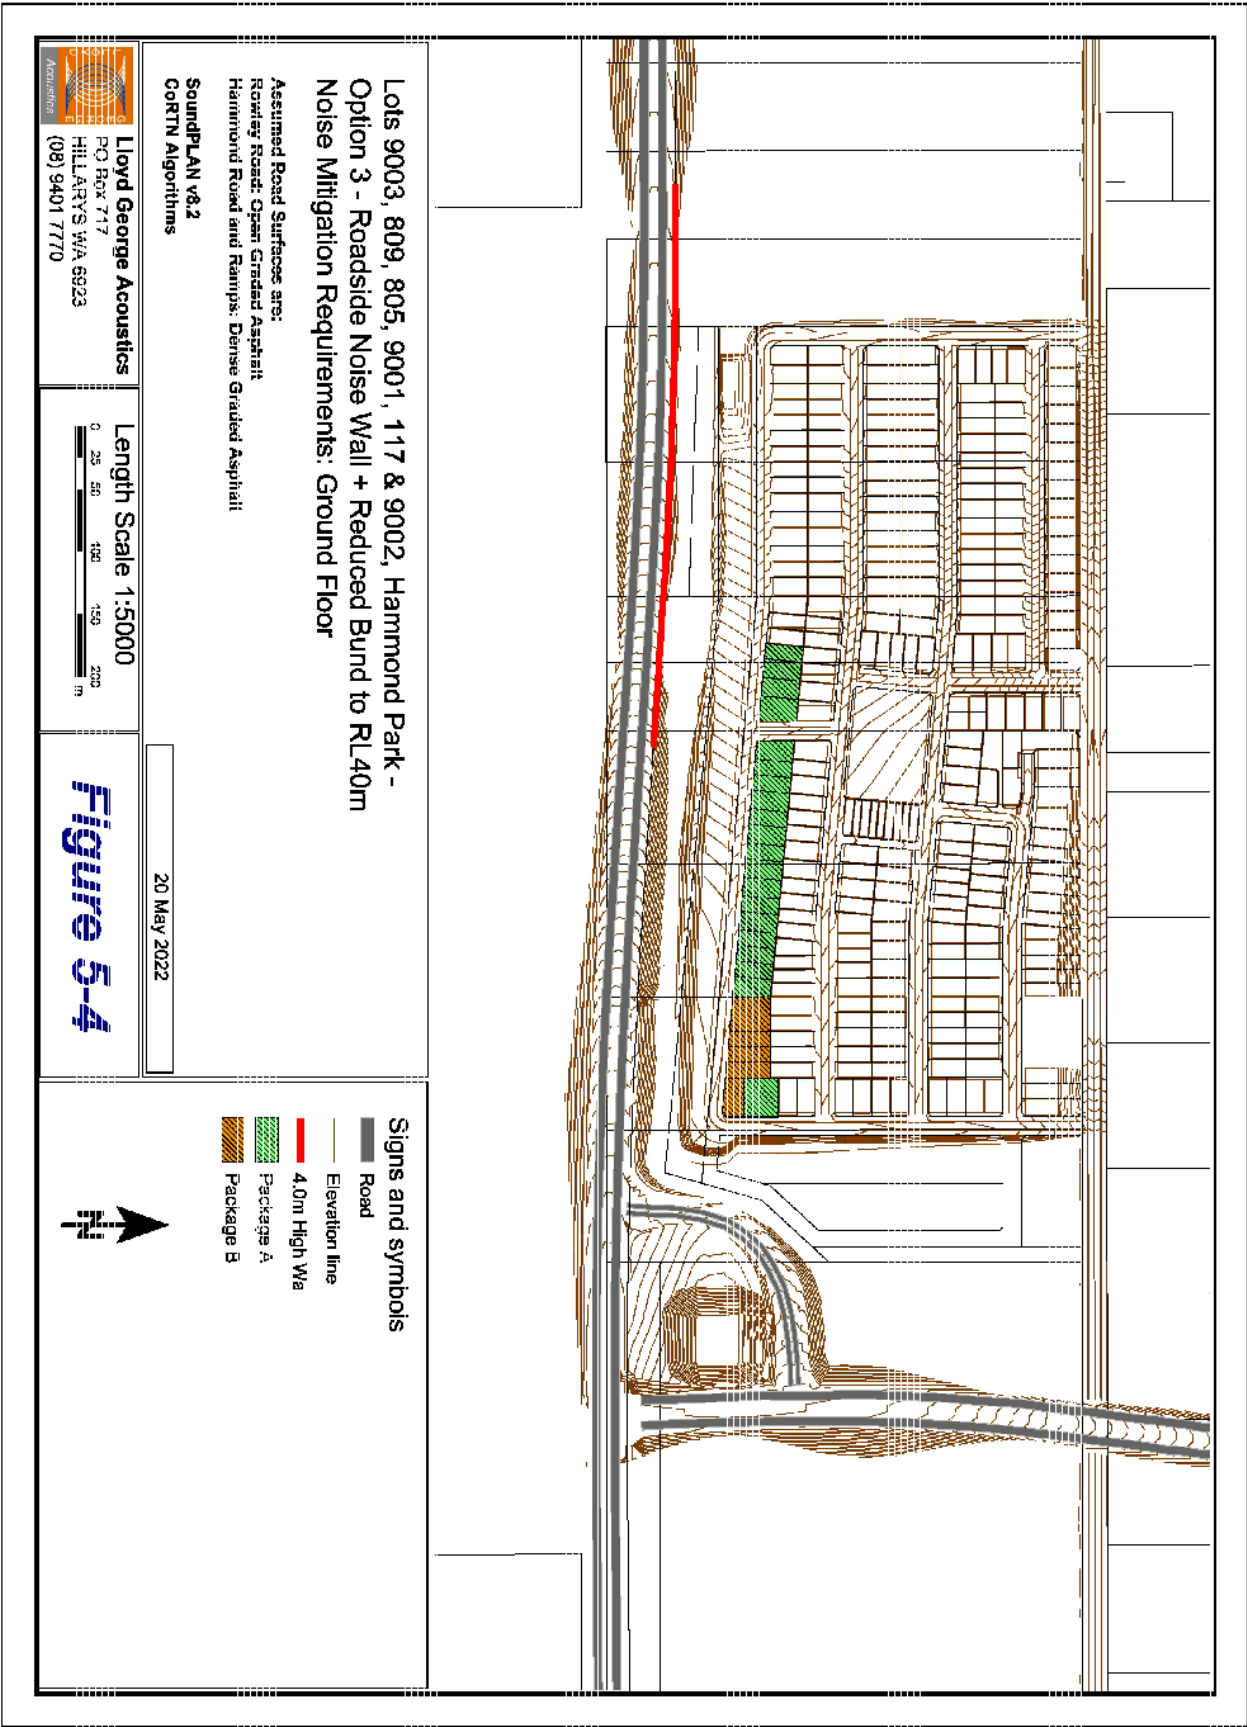 Lots 9003, 809, 805, 9001, 117 & 9002, Hammond Park -
Option 3 - Roadside Noise Wall + Reduced Bund to RL40m
Noise Mitigation Requirements: Ground Floor
Assumed Road Surfaces are:
Rowley Road: Open Graded Asphalt
Hammond Road and Ramps: Dense Graded Asphalt
SoundPLAN v8.2
CoRTN Algorithms
20 May 2022
Signs and symbols
Road
Elevation line
4.0m High Wa
Package A
Package B
N
Acoustics
Lloyd George Acoustics
PO Box 717
HILLARYS WA 6923
(08) 9401 7770
Length Scale 1:5000
0 25 50 100 150 200
m
Figure 5-4